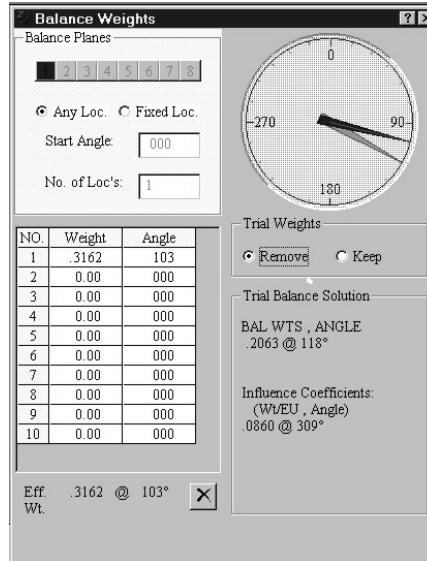 Balance Weights
Balance Planes
1 2 3 4 5 6 7 8
Any Loc. Fixed Loc.
Start Angle: 000
No. of Loc's: 1
NO. Weight Angle
1 .3162 103
2 0.00 000
3 0.00 000
4 0.00 000
5 0.00 000
6 0.00 000
7 0.00 000
8 0.00 000
9 0.00 000
10 0.00 000
Eff. .3162 @ 103°
Wt.
0
270 90
180
Trial Weights
Remove Keep
Trial Balance Solution
BAL WTS , ANGLE
.2063 @ 118°
Influence Coefficients:
(Wt/EU , Angle)
.0860 @ 309°